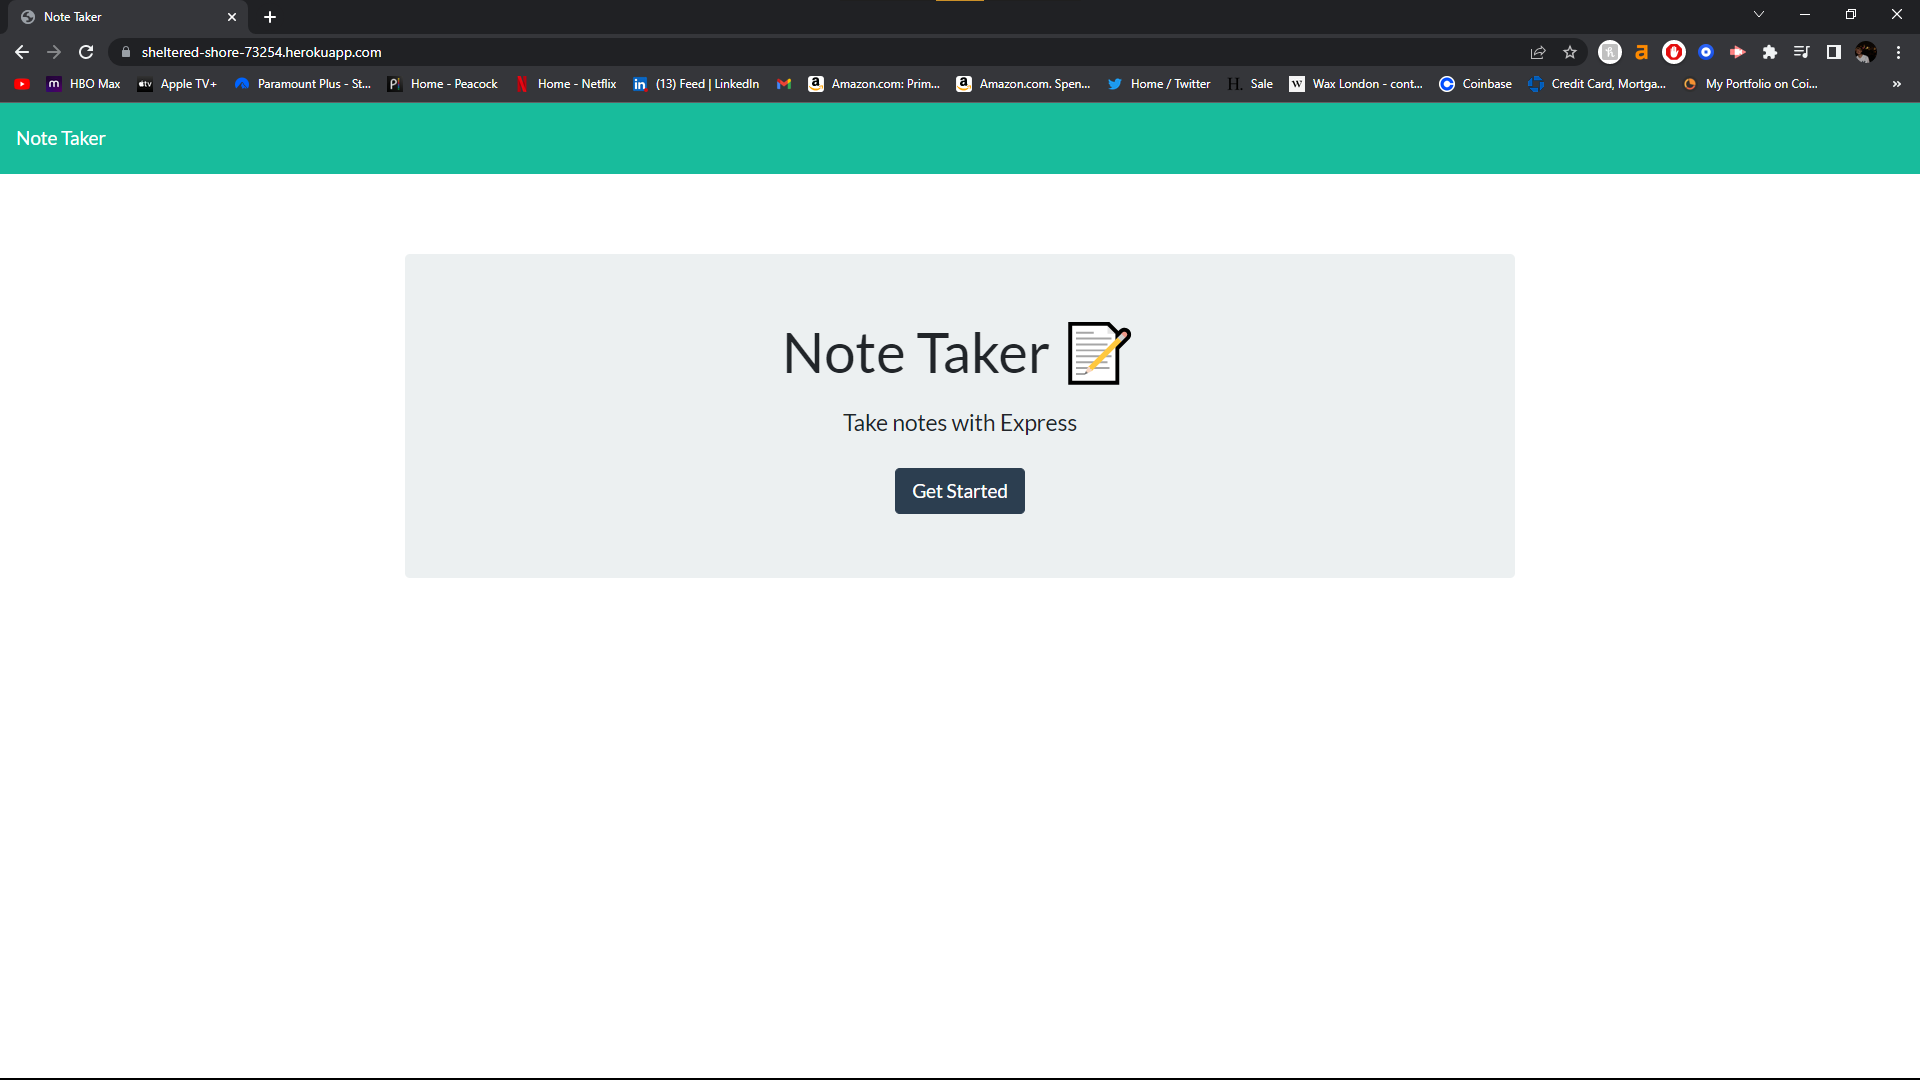 Note Taker
sheltered-shore-73254.herokuapp.com
HBO Max
Apple TV+
Paramount Plus - St...
Home - Peacock
Home - Netflix
(13) Feed | LinkedIn
Amazon.com: Prim...
Amazon.com. Spen...
Home / Twitter
Sale
Wax London - cont...
Coinbase
Credit Card, Mortga...
My Portfolio on Coi...
Note Taker
Note Taker
Take notes with Express
Get Started